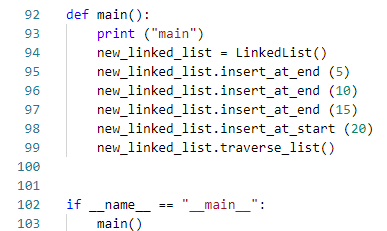 92 def main():
93     print ("main")
94     new_linked_list = LinkedList()
95     new_linked_list.insert_at_end (5)
96     new_linked_list.insert_at_end (10)
97     new_linked_list.insert_at_end (15)
98     new_linked_list.insert_at_start (20)
99     new_linked_list.traverse_list()
100
101
102 if __name__ == "__main__":
103     main()